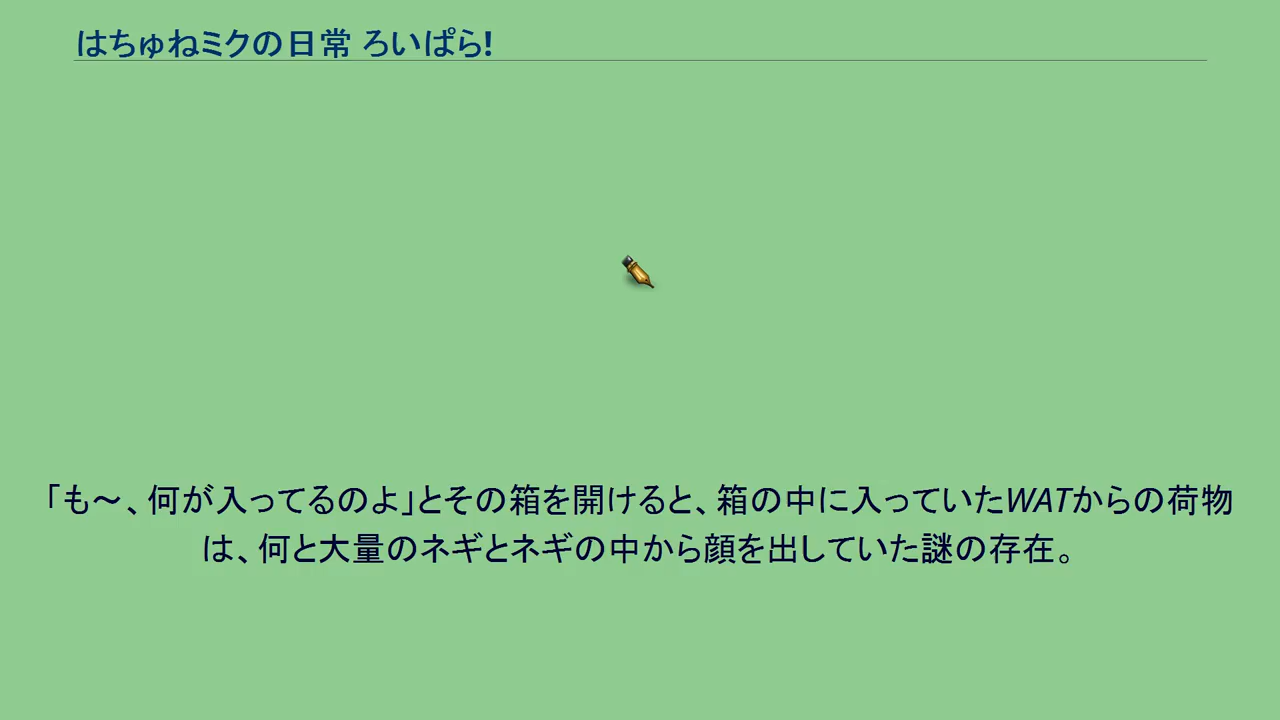 はちゅねミクの日常 ろいぱら!
「も～、何が入ってるのよ」とその箱を開けると、箱の中に入っていたWATからの荷物
は、何と大量のネギとネギの中から顔を出していた謎の存在。